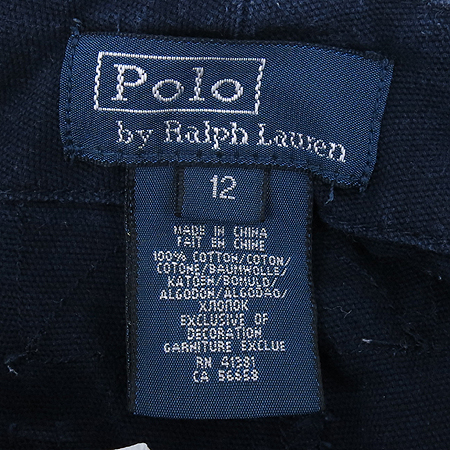 Polo
by Ralph Lauren
12
MADE IN CHINA
FAIT EN CHINE
100% COTTON/COTON/
COTONE/BAUMWOLLE/
KATOEN/BOMULD/
ALGODÓN/ALGODÃO/
ХЛОПОК
EXCLUSIVE OF
DECORATION
GARNITURE EXCLUE
RN 41381
CA 56658